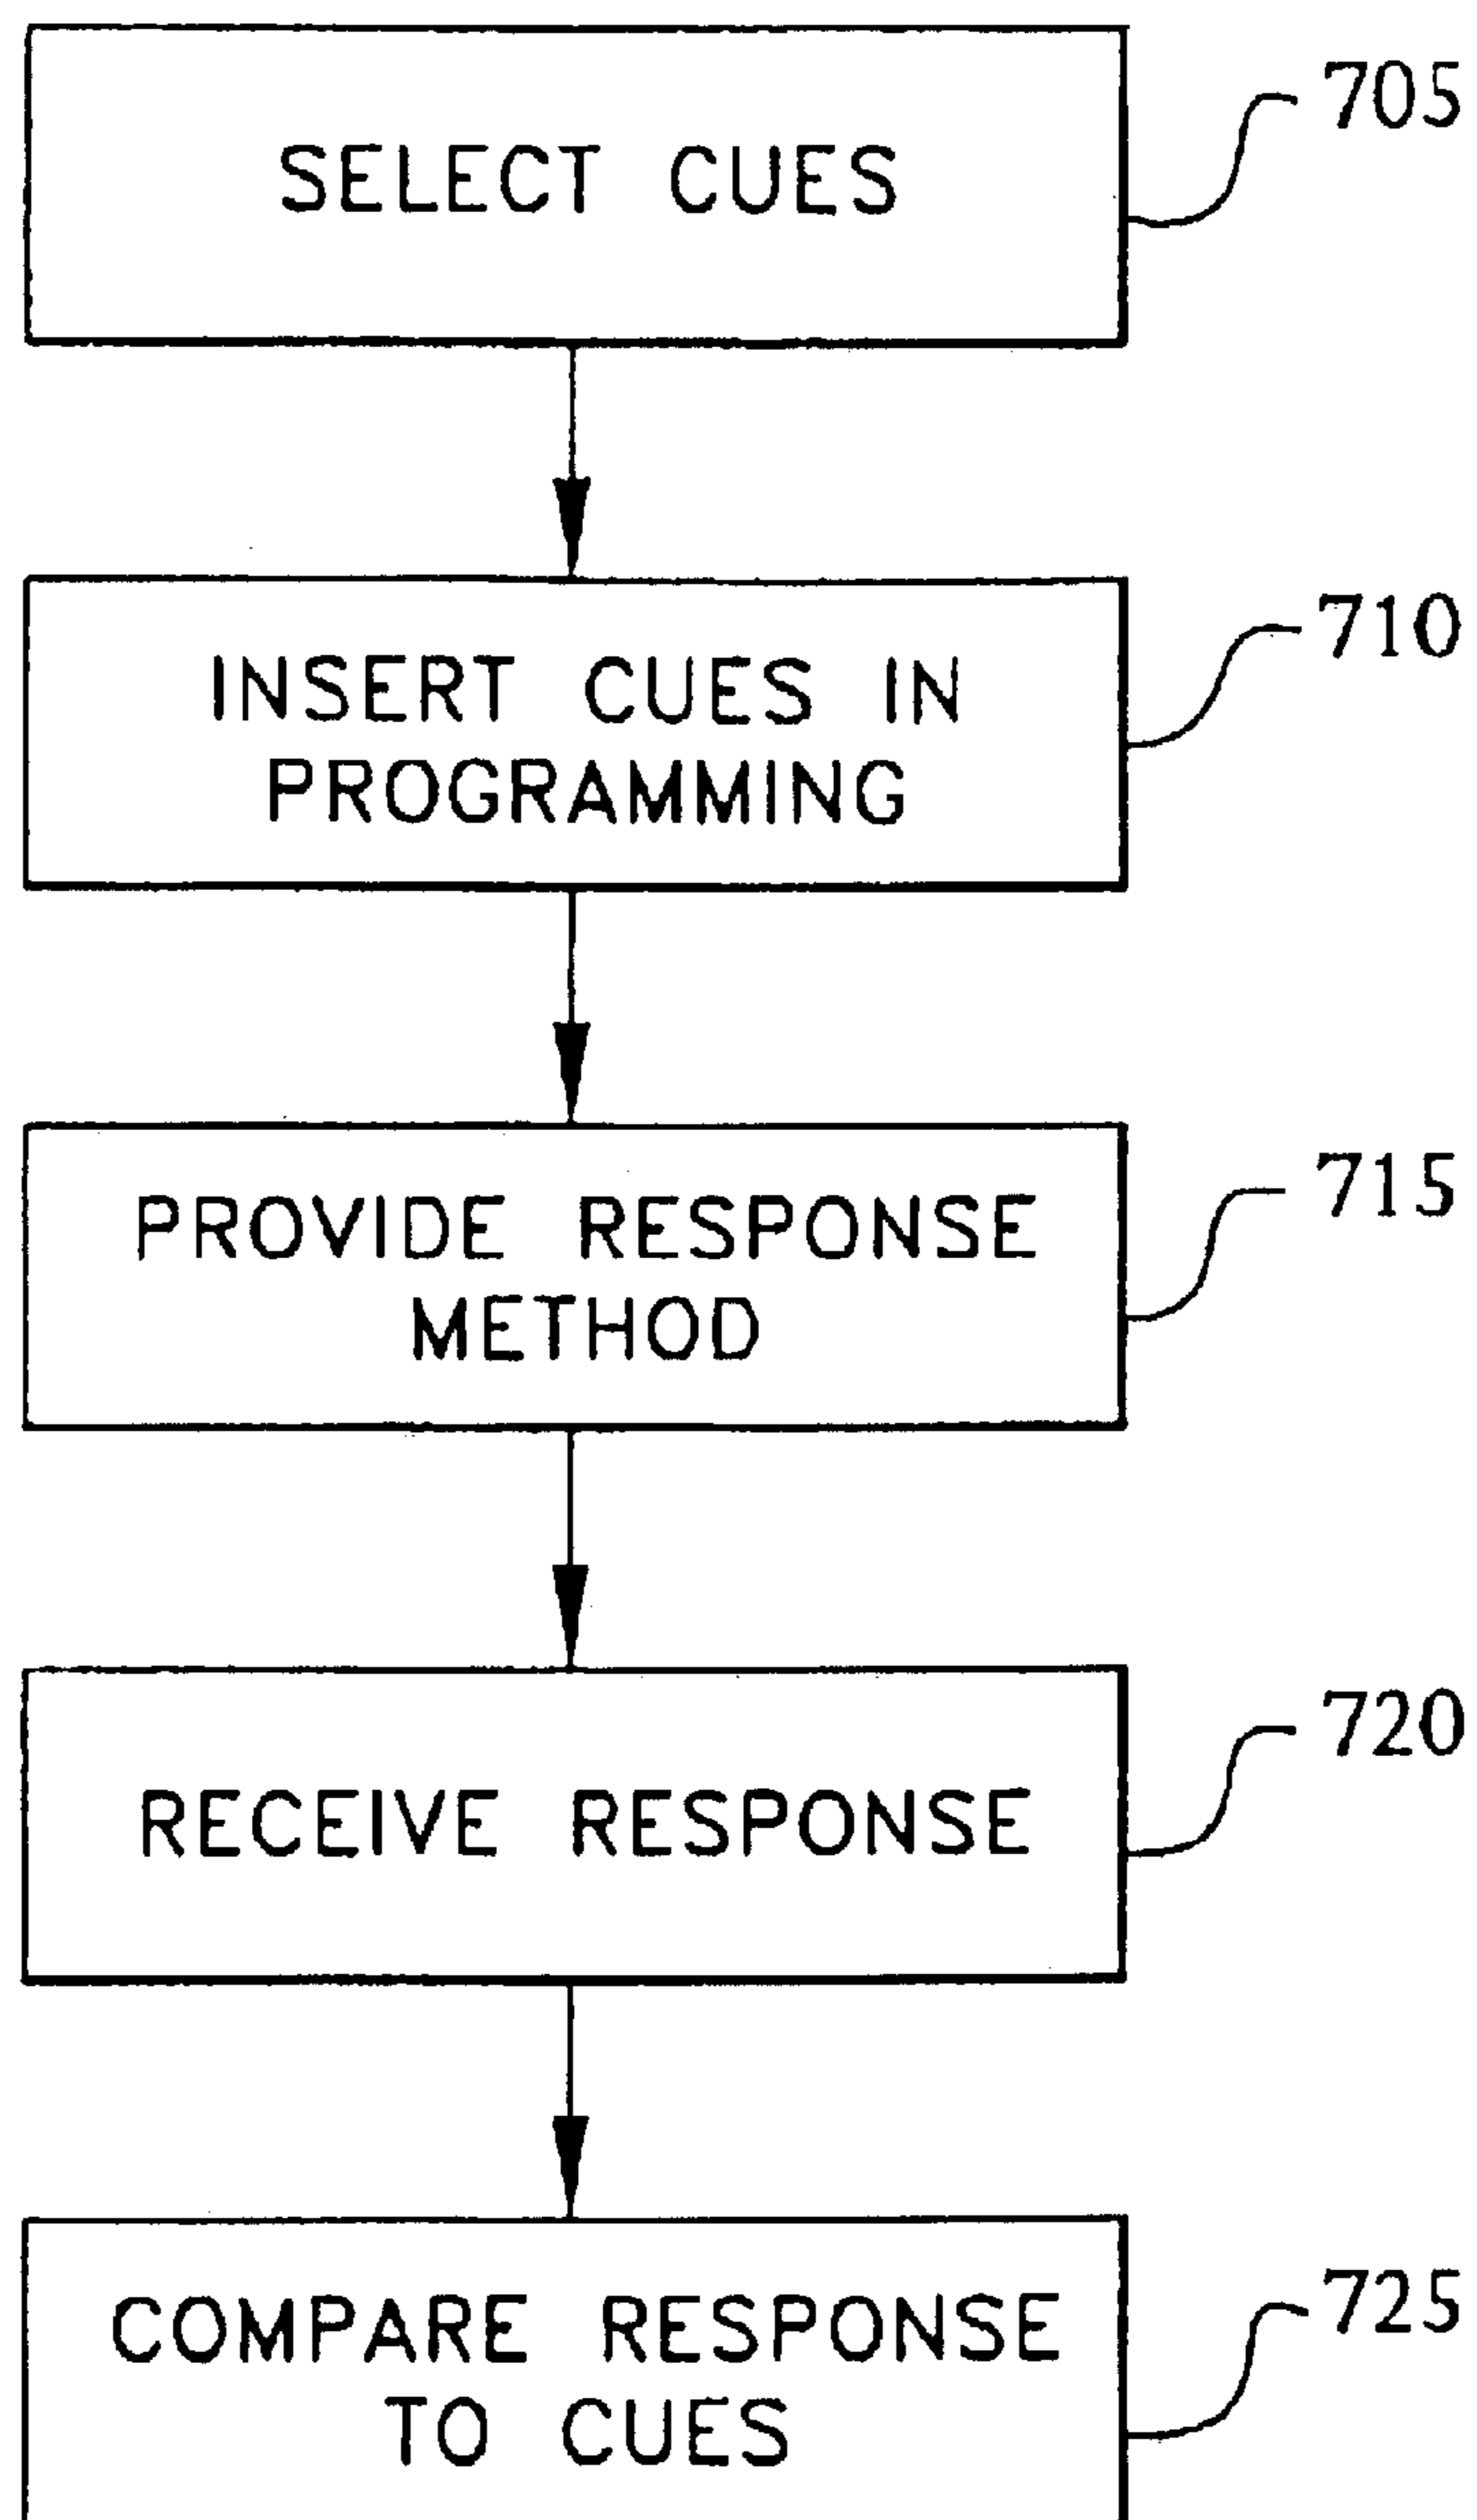 SELECT CUES
705
INSERT CUES IN
PROGRAMMING
710
PROVIDE RESPONSE
METHOD
715
RECEIVE RESPONSE
720
COMPARE RESPONSE
TO CUES
725